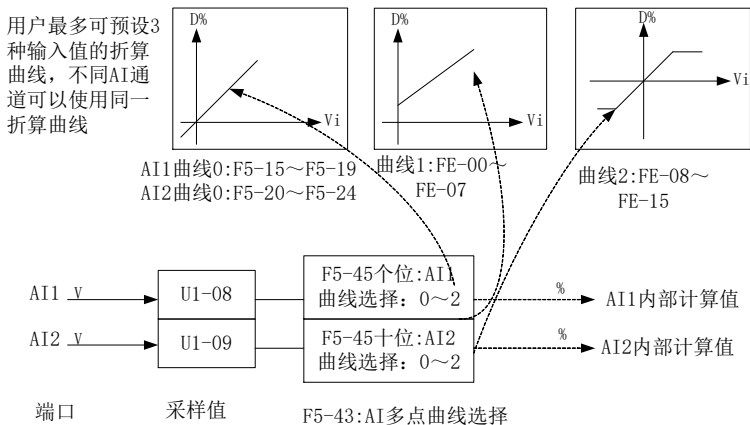 用户最多可预设3
种输入值的折算
曲线，不同AI通
道可以使用同一
折算曲线
D%
Vi
D%
Vi
D%
Vi
AI1曲线0:F5-15～F5-19
AI2曲线0:F5-20～F5-24
曲线1:FE-00～
FE-07
曲线2:FE-08～
FE-15
AI1 V
U1-08
F5-45个位:AI1
曲线选择：0～2
%
AI1内部计算值
AI2 V
U1-09
F5-45十位:AI2
曲线选择：0～2
%
AI2内部计算值
端口
采样值
F5-43:AI多点曲线选择